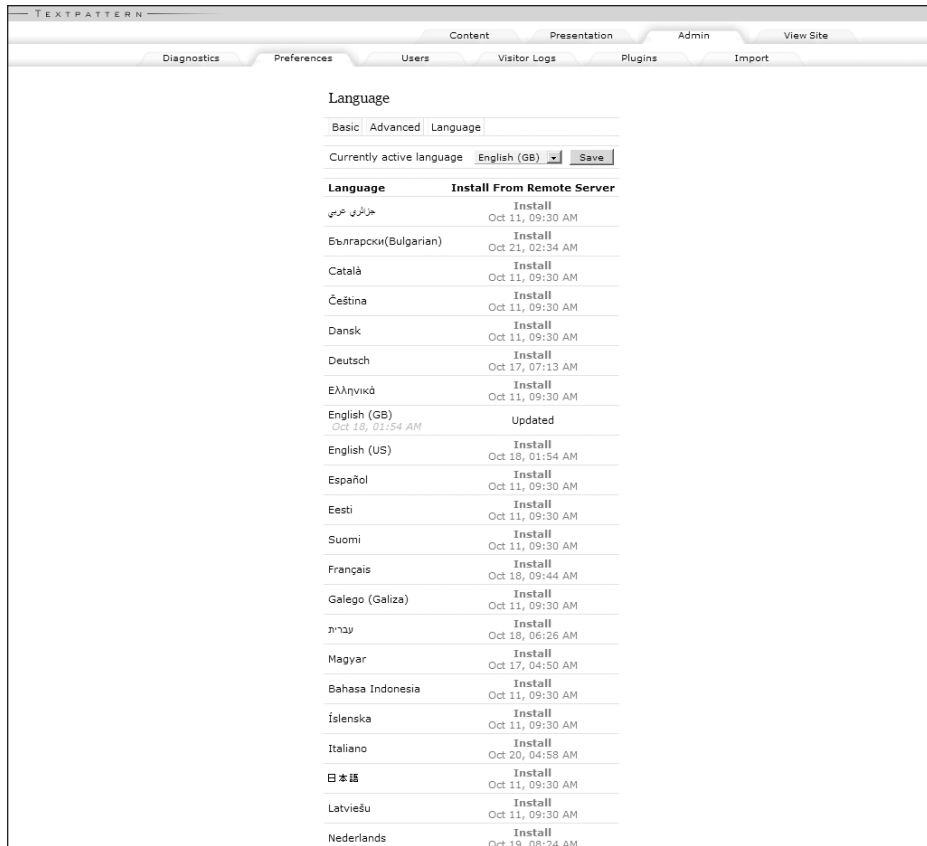 TEXTPATTERN
Content Presentation Admin View Site
Diagnostics Preferences Users Visitor Logs Plugins Import
Language
Basic Advanced Language
Currently active language English (GB) Save
Language Install From Remote Server
جزائري عربي Install
Oct 11, 09:30 AM
Български(Bulgarian) Install
Oct 21, 02:34 AM
Català Install
Oct 11, 09:30 AM
Čeština Install
Oct 11, 09:30 AM
Dansk Install
Oct 11, 09:30 AM
Deutsch Install
Oct 17, 07:13 AM
Ελληνικά Install
Oct 11, 09:30 AM
English (GB)
Oct 18, 01:54 AM Updated
English (US) Install
Oct 18, 01:54 AM
Español Install
Oct 11, 09:30 AM
Eesti Install
Oct 11, 09:30 AM
Suomi Install
Oct 11, 09:30 AM
Français Install
Oct 18, 09:44 AM
Galego (Galiza) Install
Oct 11, 09:30 AM
עברית Install
Oct 18, 06:26 AM
Magyar Install
Oct 17, 04:50 AM
Bahasa Indonesia Install
Oct 11, 09:30 AM
Íslenska Install
Oct 11, 09:30 AM
Italiano Install
Oct 20, 04:58 AM
日本語 Install
Oct 11, 09:30 AM
Latviešu Install
Oct 11, 09:30 AM
Nederlands Install
Oct 19, 08:24 AM